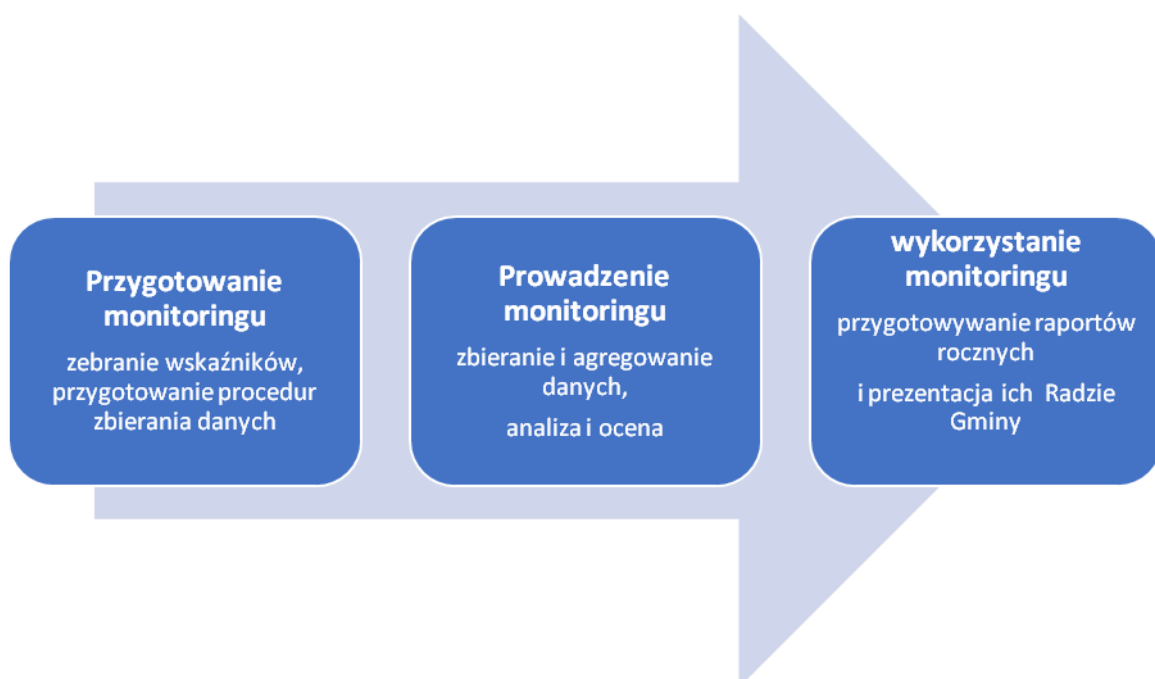 Przygotowanie
monitoringu
zebranie wskaźników,
przygotowanie procedur
zbierania danych
Prowadzenie
monitoringu
zbieranie i agregowanie
danych,
analiza i ocena
wykorzystanie
monitoringu
przygotowywanie raportów
rocznych
i prezentacja ich Radzie
Gminy